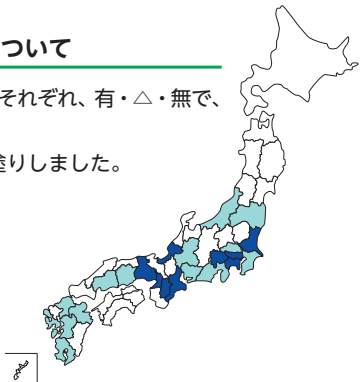 ついて
それぞれ、有・△・無で、
塗りしました。